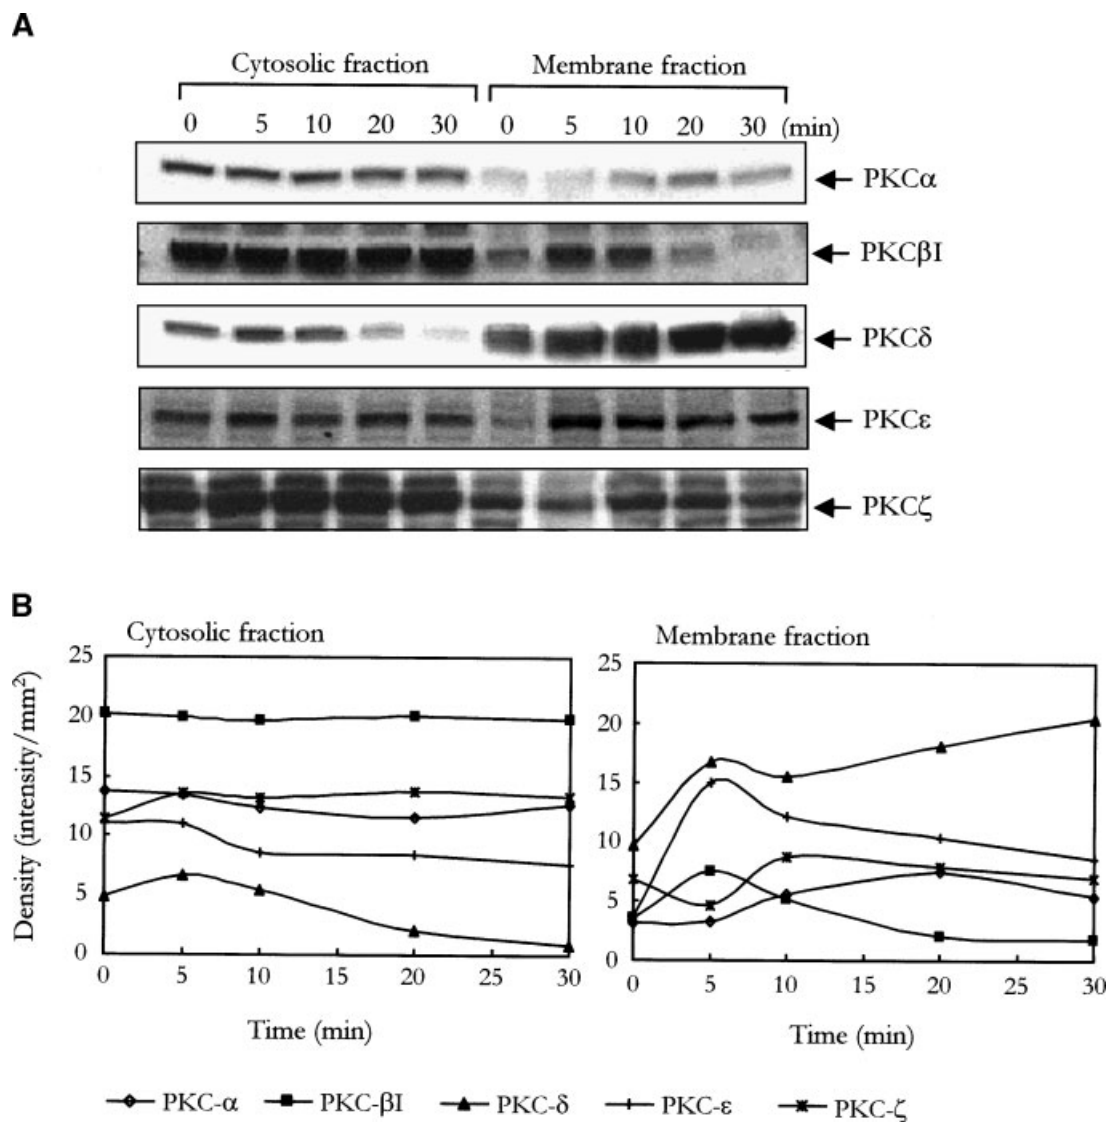 A
Cytosolic fraction Membrane fraction
0 5 10 20 30 0 5 10 20 30 (min)
PKCα
PKCβI
PKCδ
PKCε
PKCζ
B
Cytosolic fraction
Membrane fraction
Density (intensity/mm²)
25
20
15
10
5
0
0 5 10 15 20 25 30
Time (min)
25
20
15
10
5
0
0 5 10 20 30
Time (min)
PKC-α PKC-βI PKC-δ PKC-ε PKC-ζ